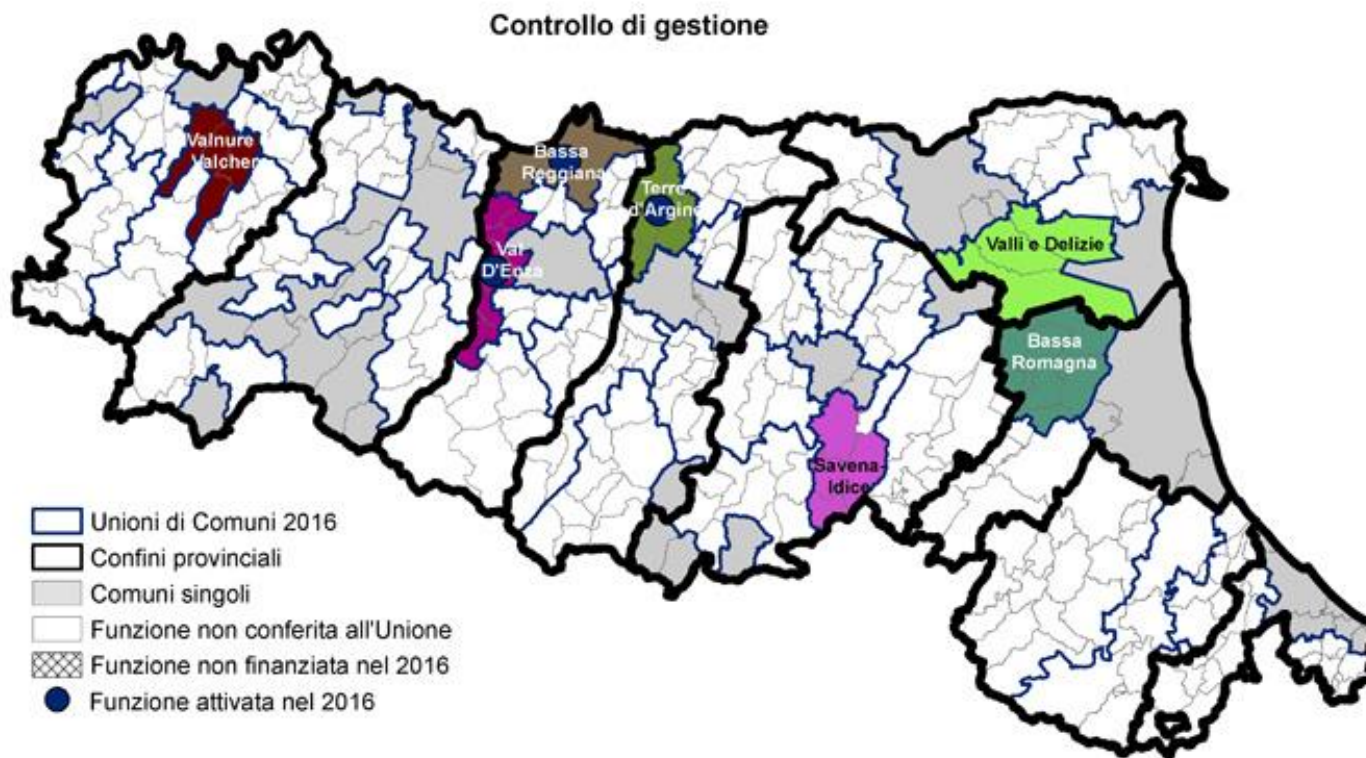 Controllo di gestione
Valnure
Valcher
Bassa
Reggiana
Terre
d'Argine
Val
D'Enza
Valli e Delizie
Bassa
Romagna
Savena-
Idice
Unioni di Comuni 2016
Confini provinciali
Comuni singoli
Funzione non conferita all'Unione
Funzione non finanziata nel 2016
Funzione attivata nel 2016